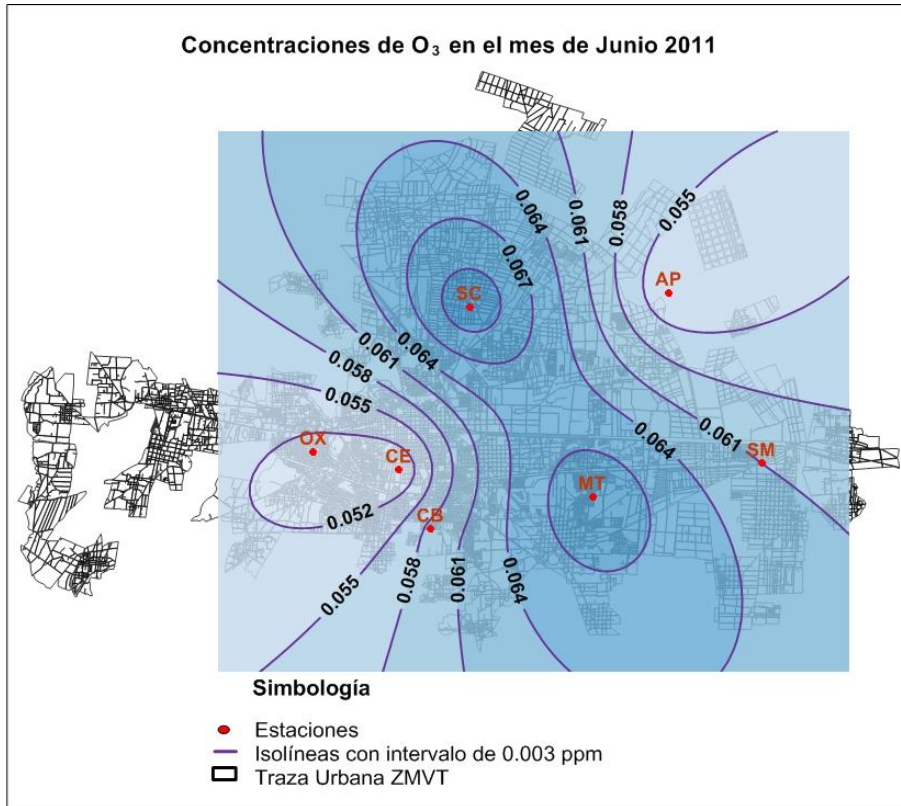 Concentraciones de O₃ en el mes de Junio 2011
0.064
0.061
0.058
0.055
0.067
SC
AP
0.064
0.061
0.058
0.055
OX
CE
0.052
CB
MT
SM
0.064
0.061
0.055
0.058
0.061
0.064
Simbología
Estaciones
Isolíneas con intervalo de 0.003 ppm
Traza Urbana ZMVT